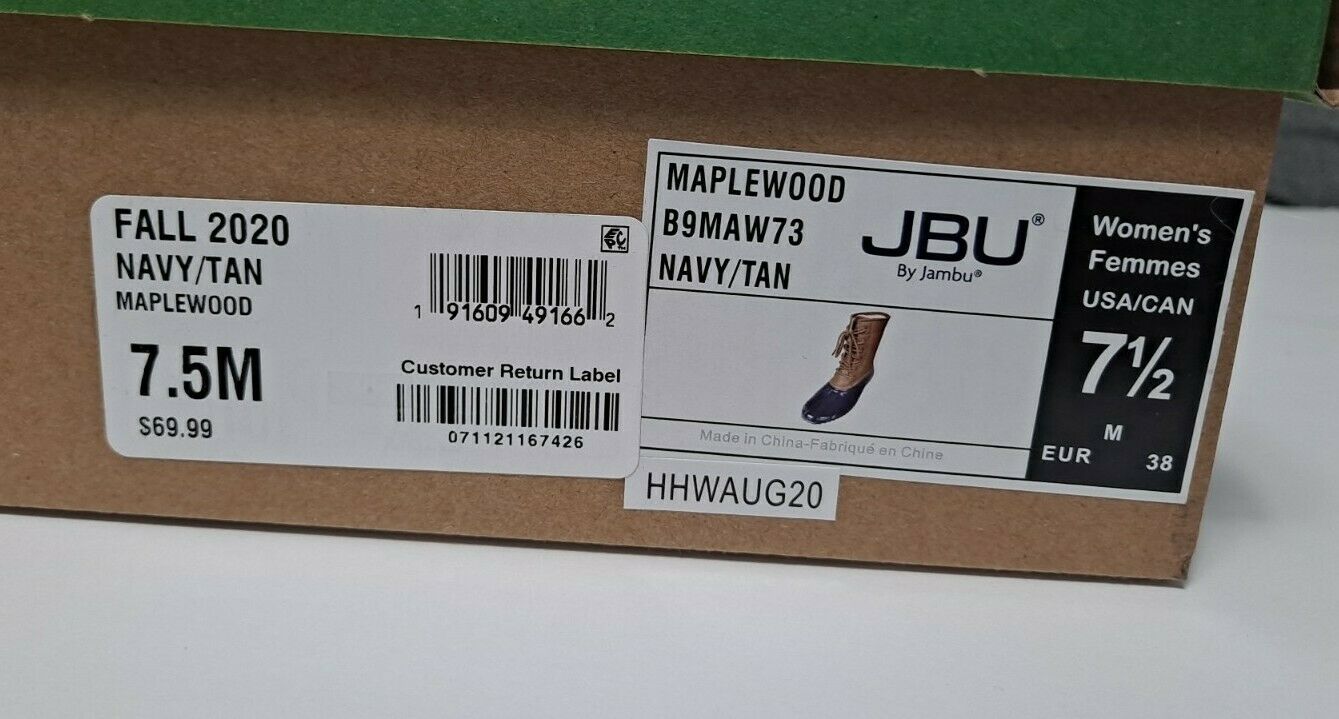 FALL 2020
NAVY/TAN
MAPLEWOOD
7.5M
$69.99
1 91609 49166 2
Customer Return Label
071121167426
MAPLEWOOD
B9MAW73
NAVY/TAN
JBU®
By Jambu®
Made in China-Fabriqué en Chine
Women's
Femmes
USA/CAN
7½
M
EUR 38
HHWAUG20